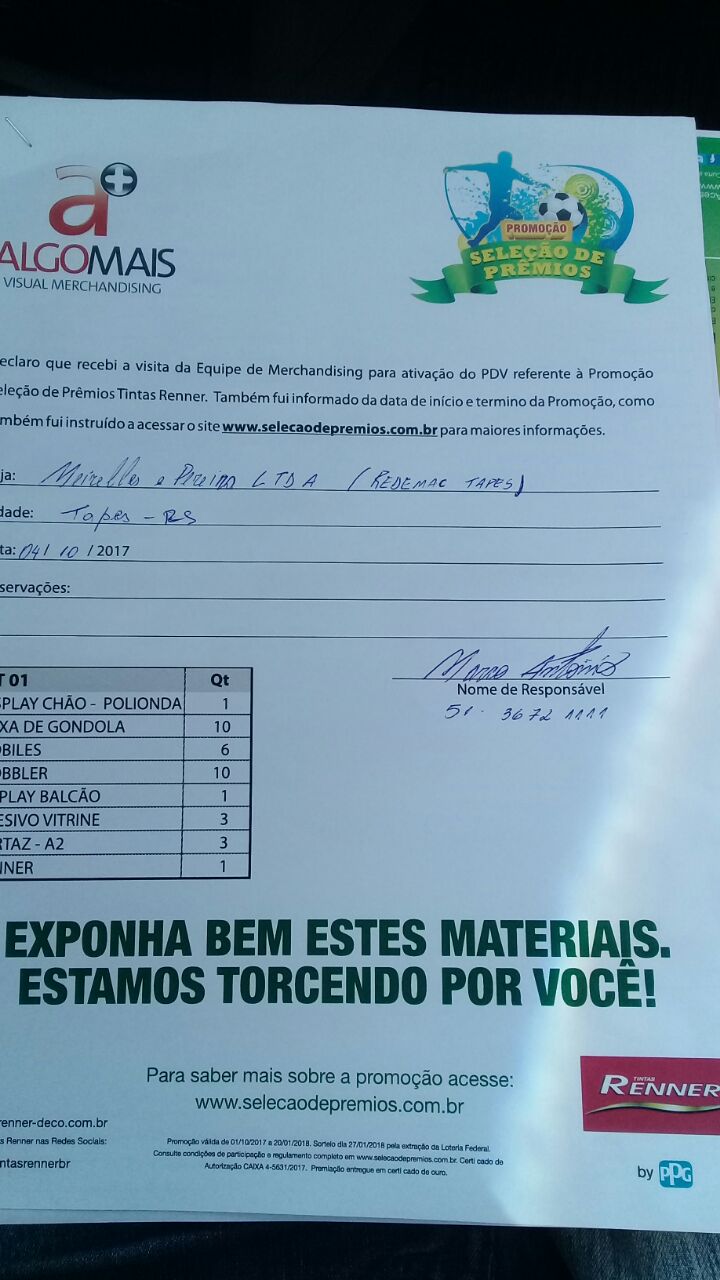 a+
ALGOMAIS
VISUAL MERCHANDISING
PROMOÇÃO
SELEÇÃO DE
PRÊMIOS
eclaro que recebi a visita da Equipe de Merchandising para ativação do PDV referente à Promoção
eleção de Prêmios Tintas Renner. Também fui informado da data de início e termino da Promoção, como
mbém fui instruído a acessar o site www.selecaodepremios.com.br para maiores informações.
ja: Meirelles e Pereira LTDA (REDEMAC TAPES)
dade: Tapes - RS
ta: 04/10/2017
servações:
Marco Antonio
Nome de Responsável
51. 3672 1111
T 01 Qt
SPLAY CHÃO - POLIONDA 1
XA DE GONDOLA 10
OBILES 6
OBBLER 10
PLAY BALCÃO 1
ESIVO VITRINE 3
RTAZ - A2 3
NNER 1
EXPONHA BEM ESTES MATERIAIS.
ESTAMOS TORCENDO POR VOCÊ!
Para saber mais sobre a promoção acesse:
www.selecaodepremios.com.br
TINTAS
RENNER
renner-deco.com.br
s Renner nas Redes Sociais:
ntasrennerbr
Promoção válida de 01/10/2017 a 20/01/2018. Sorteio dia 27/01/2018 pela extração da Loteria Federal.
Consulte condições de participação e regulamento completo em www.selecaodepremios.com.br. Certi cado de
Autorização CAIXA 4-5631/2017. Premiação entregue em certi cado de ouro.
by PPG